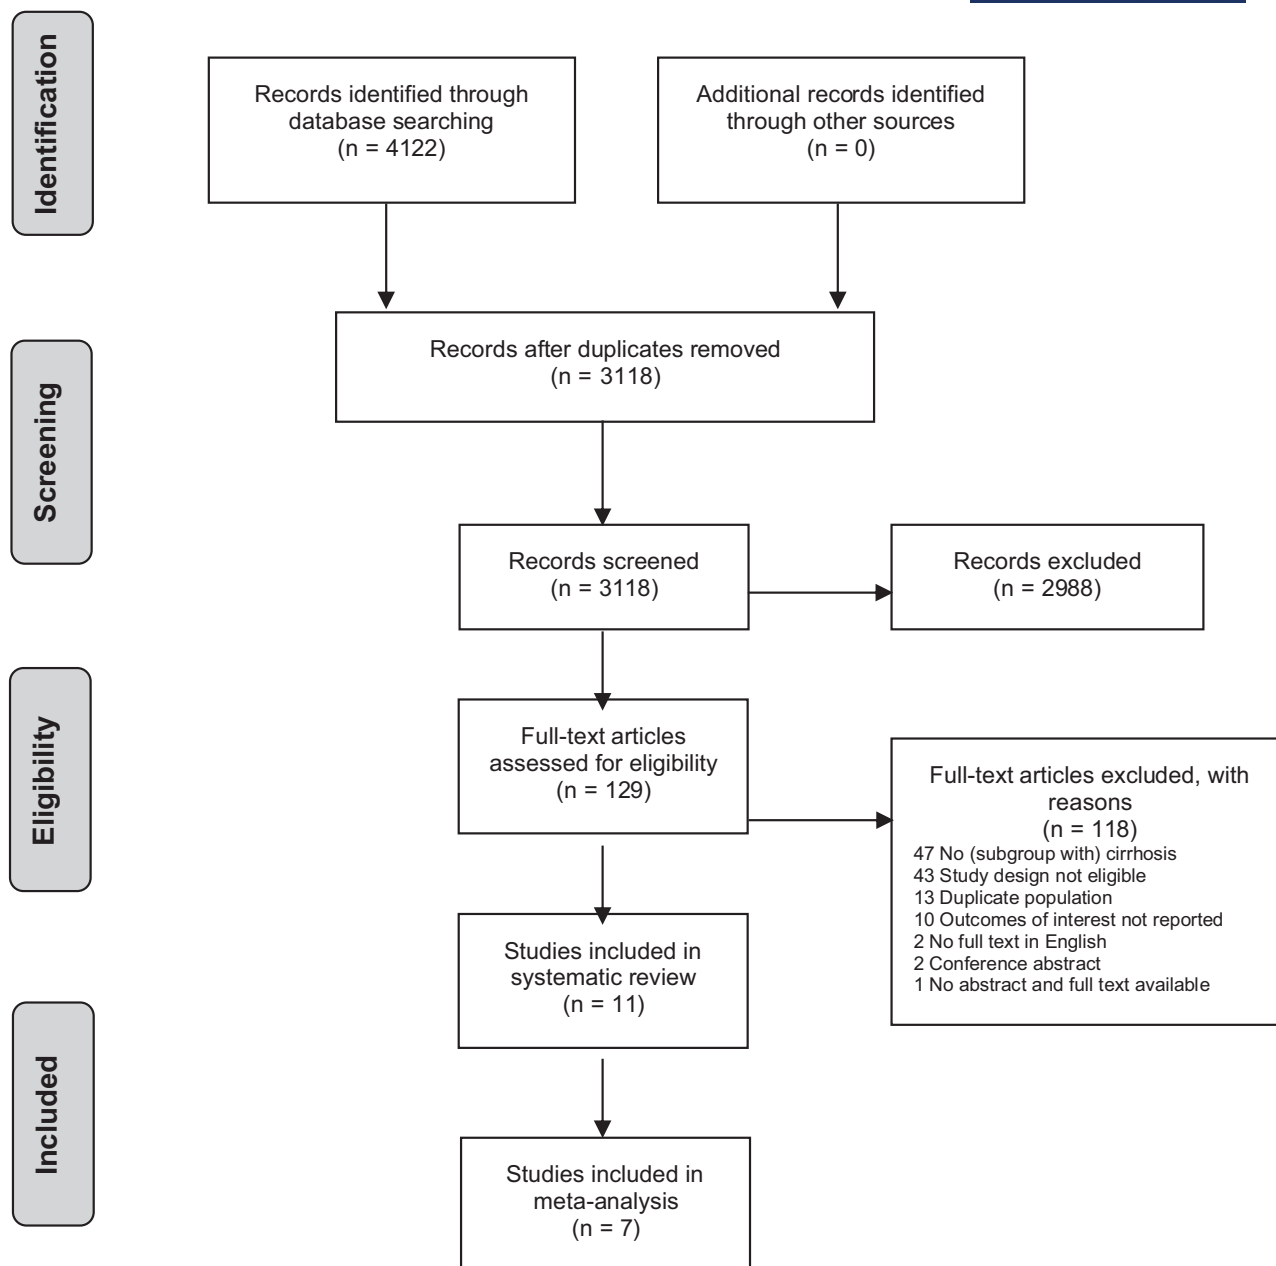 Identification
Records identified through
database searching
(n = 4122)
Additional records identified
through other sources
(n = 0)
Screening
Records after duplicates removed
(n = 3118)
Records screened
(n = 3118)
Records excluded
(n = 2988)
Eligibility
Full-text articles
assessed for eligibility
(n = 129)
Full-text articles excluded, with
reasons
(n = 118)
47 No (subgroup with) cirrhosis
43 Study design not eligible
13 Duplicate population
10 Outcomes of interest not reported
2 No full text in English
2 Conference abstract
1 No abstract and full text available
Included
Studies included in
systematic review
(n = 11)
Studies included in
meta-analysis
(n = 7)